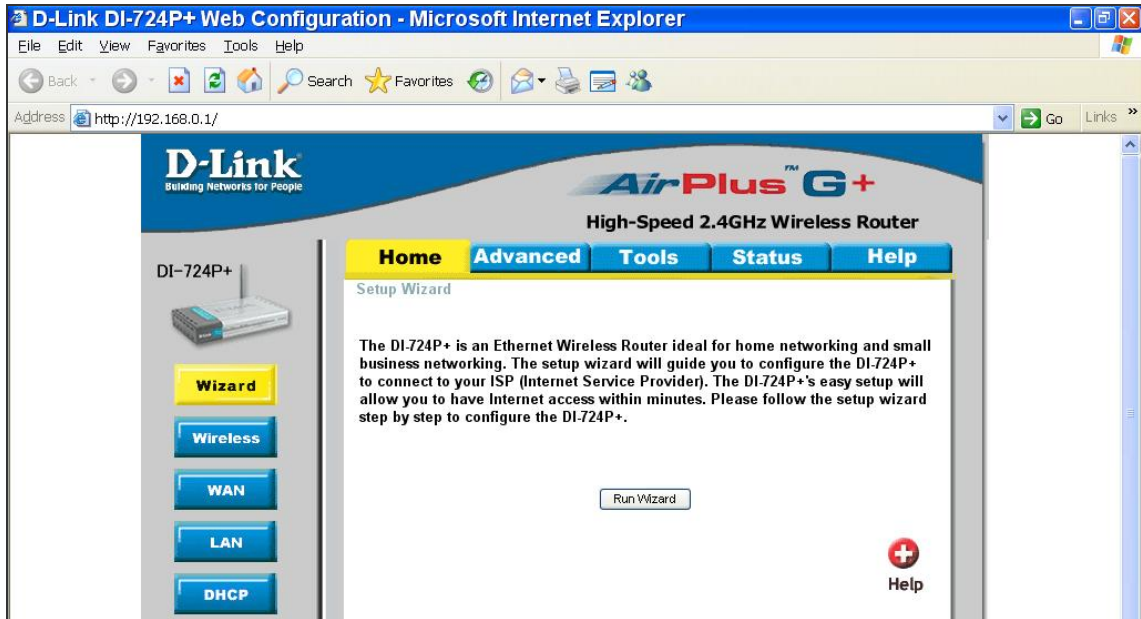 D-Link DI-724P+ Web Configuration - Microsoft Internet Explorer
File Edit View Favorites Tools Help
Back Search Favorites
Address http://192.168.0.1/ Go Links »
D-Link
Building Networks for People
AirPlus™ G+
High-Speed 2.4GHz Wireless Router
DI-724P+
Home Advanced Tools Status Help
Setup Wizard
The DI-724P+ is an Ethernet Wireless Router ideal for home networking and small
business networking. The setup wizard will guide you to configure the DI-724P+
to connect to your ISP (Internet Service Provider). The DI-724P+'s easy setup will
allow you to have Internet access within minutes. Please follow the setup wizard
step by step to configure the DI-724P+.
Wizard
Wireless
WAN
LAN
DHCP
Run Wizard
Help